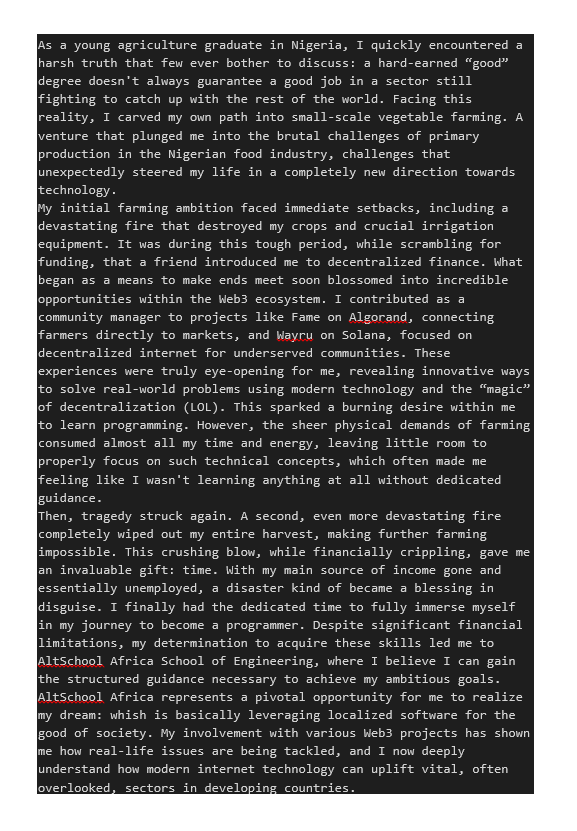 As a young agriculture graduate in Nigeria, I quickly encountered a
harsh truth that few ever bother to discuss: a hard-earned “good”
degree doesn't always guarantee a good job in a sector still
fighting to catch up with the rest of the world. Facing this
reality, I carved my own path into small-scale vegetable farming. A
venture that plunged me into the brutal challenges of primary
production in the Nigerian food industry, challenges that
unexpectedly steered my life in a completely new direction towards
technology.
My initial farming ambition faced immediate setbacks, including a
devastating fire that destroyed my crops and crucial irrigation
equipment. It was during this tough period, while scrambling for
funding, that a friend introduced me to decentralized finance. What
began as a means to make ends meet soon blossomed into incredible
opportunities within the Web3 ecosystem. I contributed as a
community manager to projects like Fame on Algorand, connecting
farmers directly to markets, and Wayru on Solana, focused on
decentralized internet for underserved communities. These
experiences were truly eye-opening for me, revealing innovative ways
to solve real-world problems using modern technology and the “magic”
of decentralization (LOL). This sparked a burning desire within me
to learn programming. However, the sheer physical demands of farming
consumed almost all my time and energy, leaving little room to
properly focus on such technical concepts, which often made me
feeling like I wasn't learning anything at all without dedicated
guidance.
Then, tragedy struck again. A second, even more devastating fire
completely wiped out my entire harvest, making further farming
impossible. This crushing blow, while financially crippling, gave me
an invaluable gift: time. With my main source of income gone and
essentially unemployed, a disaster kind of became a blessing in
disguise. I finally had the dedicated time to fully immerse myself
in my journey to become a programmer. Despite significant financial
limitations, my determination to acquire these skills led me to
AltSchool Africa School of Engineering, where I believe I can gain
the structured guidance necessary to achieve my ambitious goals.
AltSchool Africa represents a pivotal opportunity for me to realize
my dream: whish is basically leveraging localized software for the
good of society. My involvement with various Web3 projects has shown
me how real-life issues are being tackled, and I now deeply
understand how modern internet technology can uplift vital, often
overlooked, sectors in developing countries.